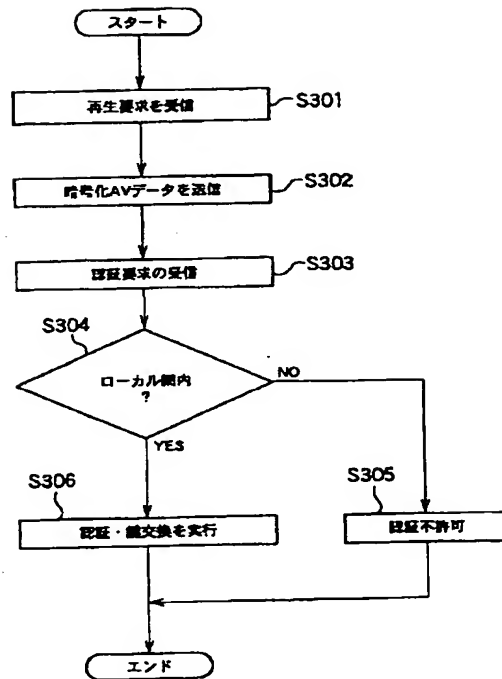 スタート
再生要求を受信
S301
暗号化AVデータを送信
S302
認証要求の受信
S303
S304
ローカル網内
?
NO
YES
S306
認証・鍵交換を実行
S305
認証不許可
エンド